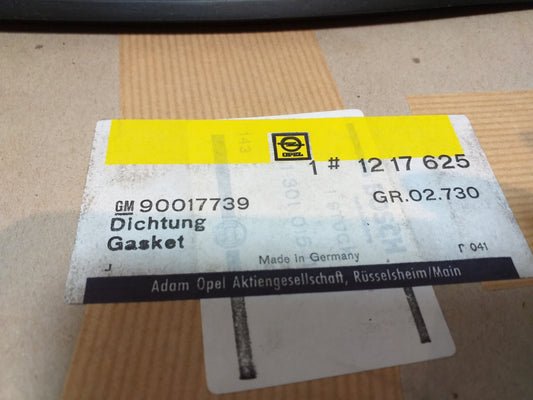 OPEL
1 # 12 17 625
GM 90017739 GR.02.730
Dichtung
Gasket
Made in Germany
041
Adam Opel Aktiengesellschaft, Rüsselsheim/Main